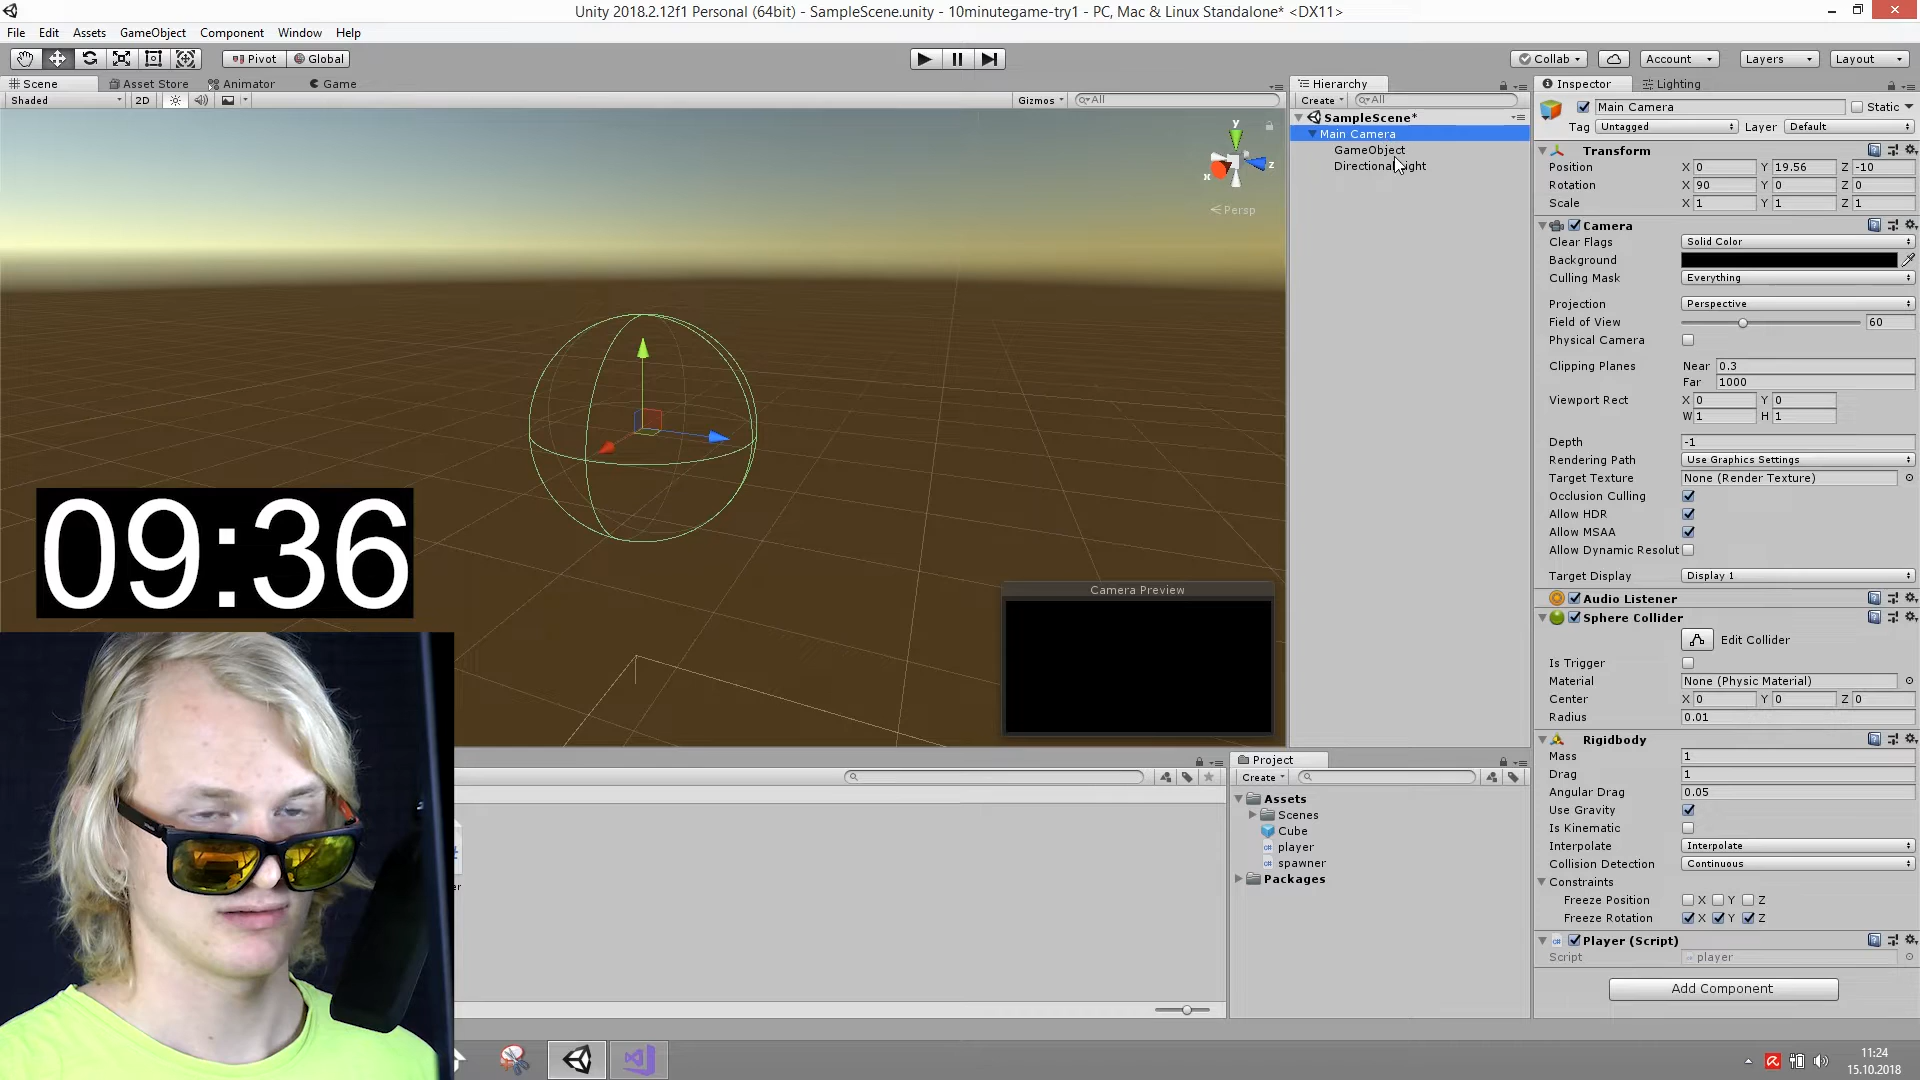 Unity 2018.2.12f1 Personal (64bit) - SampleScene.unity - 10minutegame-try1 - PC, Mac & Linux Standalone* <DX11>
File Edit Assets GameObject Component Window Help
Pivot Global Collab Account Layers Layout
Scene Asset Store Animator Game
Shaded 2D Gizmos All
y
x
z
Persp
Camera Preview
09:36
Hierarchy
Create All
SampleScene*
Main Camera
GameObject
Directional Light
Project
Create
Assets
Scenes
Cube
player
spawner
Packages
Inspector Lighting
Main Camera Static
Tag Untagged Layer Default
Transform
Position X 0 Y 19.56 Z -10
Rotation X 90 Y 0 Z 0
Scale X 1 Y 1 Z 1
Camera
Clear Flags Solid Color
Background
Culling Mask Everything
Projection Perspective
Field of View 60
Physical Camera
Clipping Planes Near 0.3
Far 1000
Viewport Rect X 0 Y 0
W 1 H 1
Depth -1
Rendering Path Use Graphics Settings
Target Texture None (Render Texture)
Occlusion Culling
Allow HDR
Allow MSAA
Allow Dynamic Resolut
Target Display Display 1
Audio Listener
Sphere Collider
Edit Collider
Is Trigger
Material None (Physic Material)
Center X 0 Y 0 Z 0
Radius 0.01
Rigidbody
Mass 1
Drag 1
Angular Drag 0.05
Use Gravity
Is Kinematic
Interpolate Interpolate
Collision Detection Continuous
Constraints
Freeze Position X Y Z
Freeze Rotation X Y Z
Player (Script)
Script player
Add Component
11:24
15.10.2018